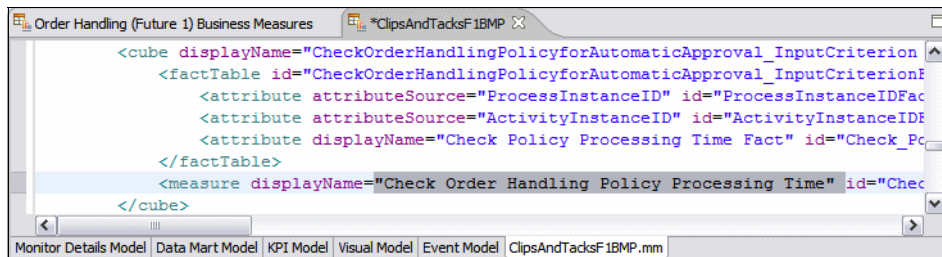 Order Handling (Future 1) Business Measures *ClipsAndTacksF1BMP
<cube displayName="CheckOrderHandlingPolicyforAutomaticApproval_InputCriterion
<factTable id="CheckOrderHandlingPolicyforAutomaticApproval_InputCriterionF
<attribute attributeSource="ProcessInstanceID" id="ProcessInstanceIDFac
<attribute attributeSource="ActivityInstanceID" id="ActivityInstanceIDF
<attribute displayName="Check Policy Processing Time Fact" id="Check_Po
</factTable>
<measure displayName="Check Order Handling Policy Processing Time" id="Chec
</cube>
Monitor Details Model Data Mart Model KPI Model Visual Model Event Model ClipsAndTacksF1BMP.mm